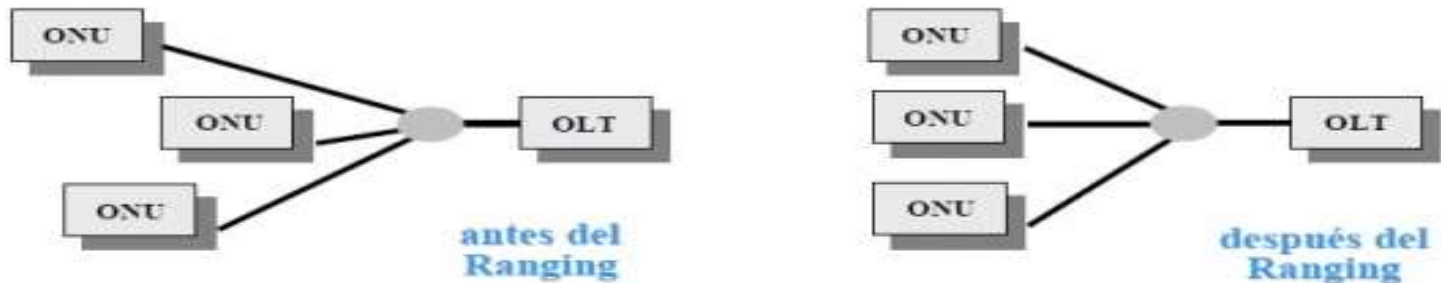 ONU
ONU
OLT
ONU
antes del
Ranging
ONU
ONU
OLT
ONU
después del
Ranging